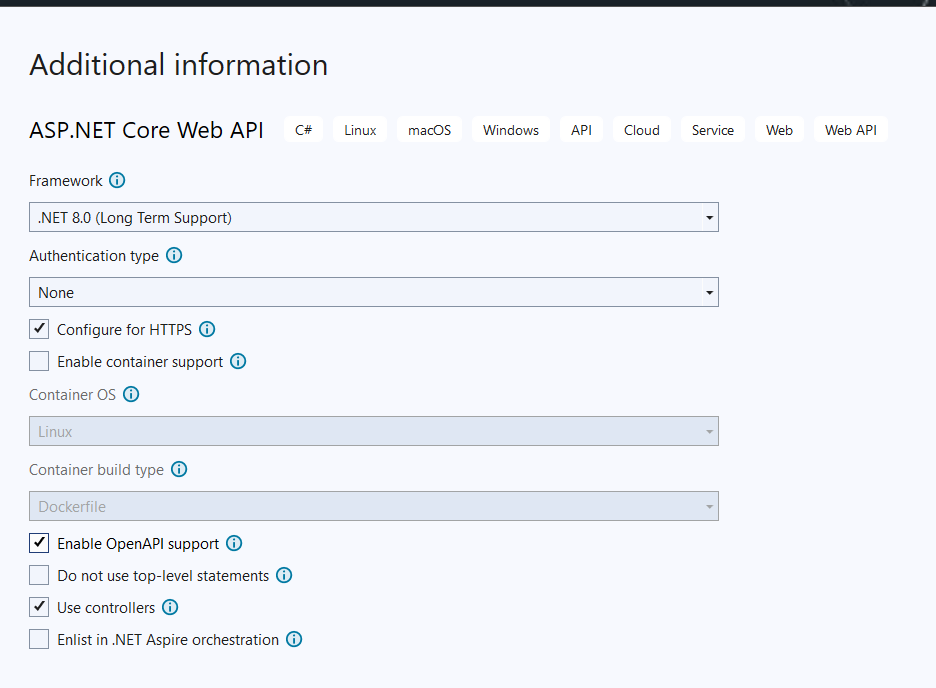 Additional information
ASP.NET Core Web API C# Linux macOS Windows API Cloud Service Web Web API
Framework
.NET 8.0 (Long Term Support)
Authentication type
None
Configure for HTTPS
Enable container support
Container OS
Linux
Container build type
Dockerfile
Enable OpenAPI support
Do not use top-level statements
Use controllers
Enlist in .NET Aspire orchestration